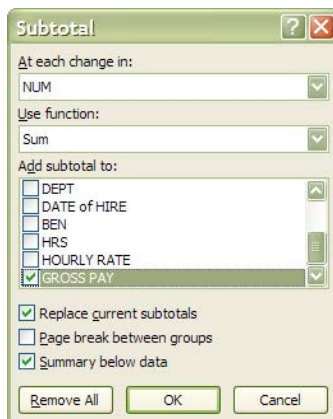 Subtotal
At each change in:
NUM
Use function:
Sum
Add subtotal to:
DEPT
DATE of HIRE
BEN
HRS
HOURLY RATE
GROSS PAY
Replace current subtotals
Page break between groups
Summary below data
Remove All OK Cancel